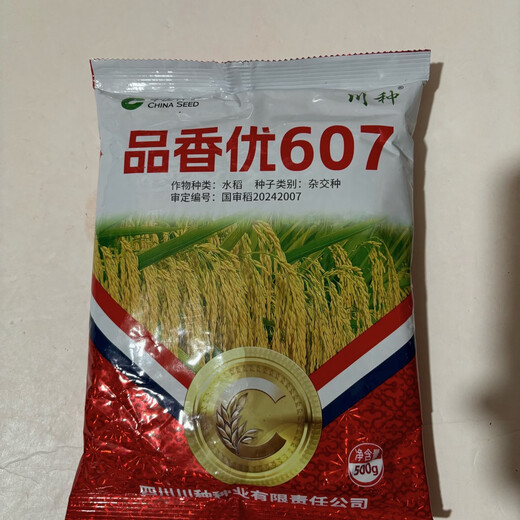 CHINA SEED
川种
品香优607
作物种类：水稻 种子类别：杂交种
审定编号：国审稻20242007
C
净含量
500g
四川川种种业有限责任公司